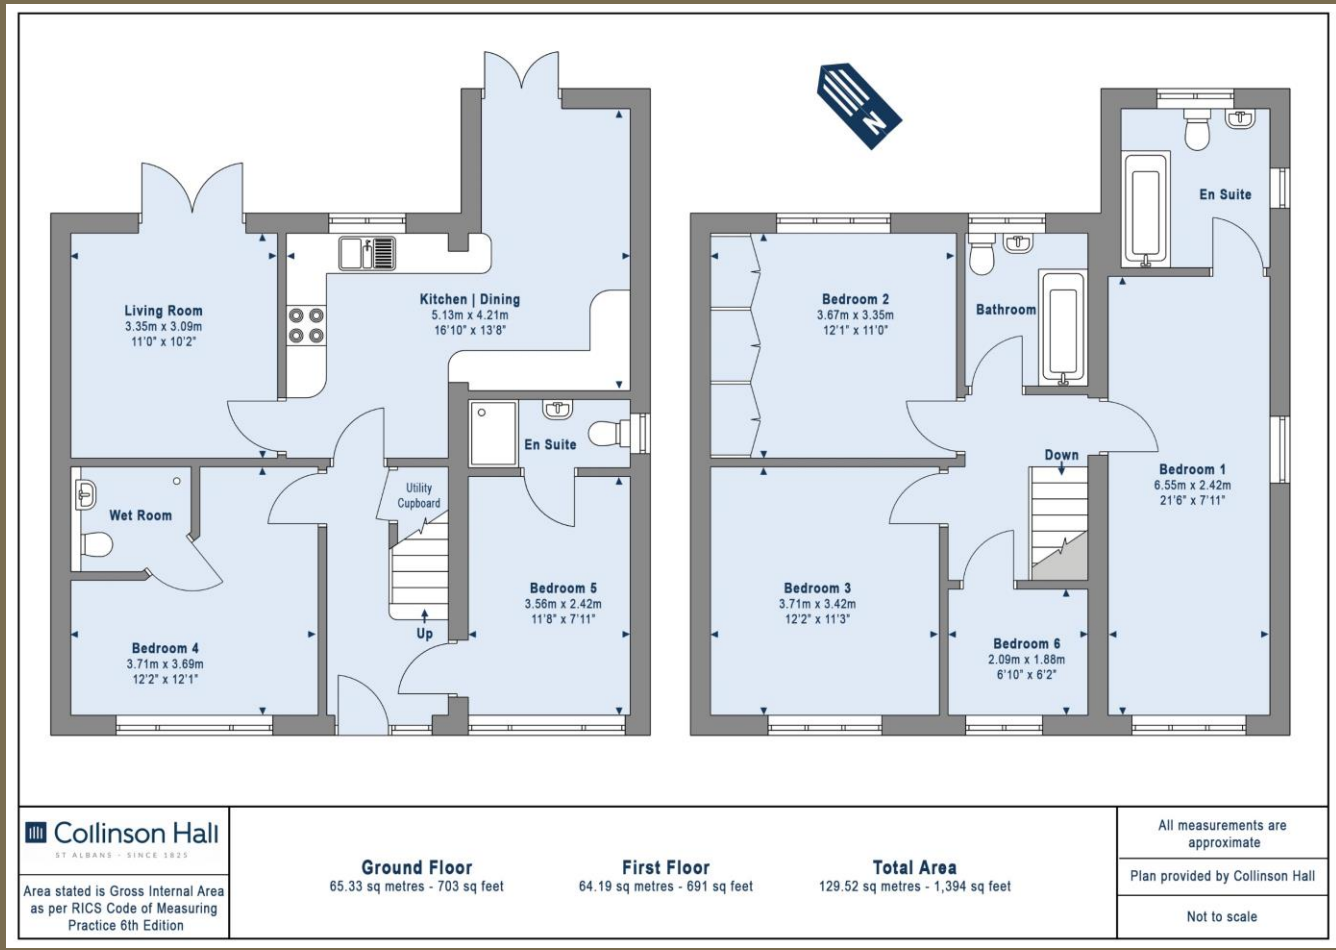 N
Living Room
3.35m x 3.09m
11'0" x 10'2"
Kitchen | Dining
5.13m x 4.21m
16'10" x 13'8"
En Suite
Utility
Cupboard
Wet Room
Up
Bedroom 5
3.56m x 2.42m
11'8" x 7'11"
Bedroom 4
3.71m x 3.69m
12'2" x 12'1"
En Suite
Bedroom 2
3.67m x 3.35m
12'1" x 11'0"
Bathroom
Down
Bedroom 1
6.55m x 2.42m
21'6" x 7'11"
Bedroom 3
3.71m x 3.42m
12'2" x 11'3"
Bedroom 6
2.09m x 1.88m
6'10" x 6'2"
Collinson Hall
ST ALBANS - SINCE 1825
Area stated is Gross Internal Area
as per RICS Code of Measuring
Practice 6th Edition
Ground Floor
65.33 sq metres - 703 sq feet
First Floor
64.19 sq metres - 691 sq feet
Total Area
129.52 sq metres - 1,394 sq feet
All measurements are
approximate
Plan provided by Collinson Hall
Not to scale